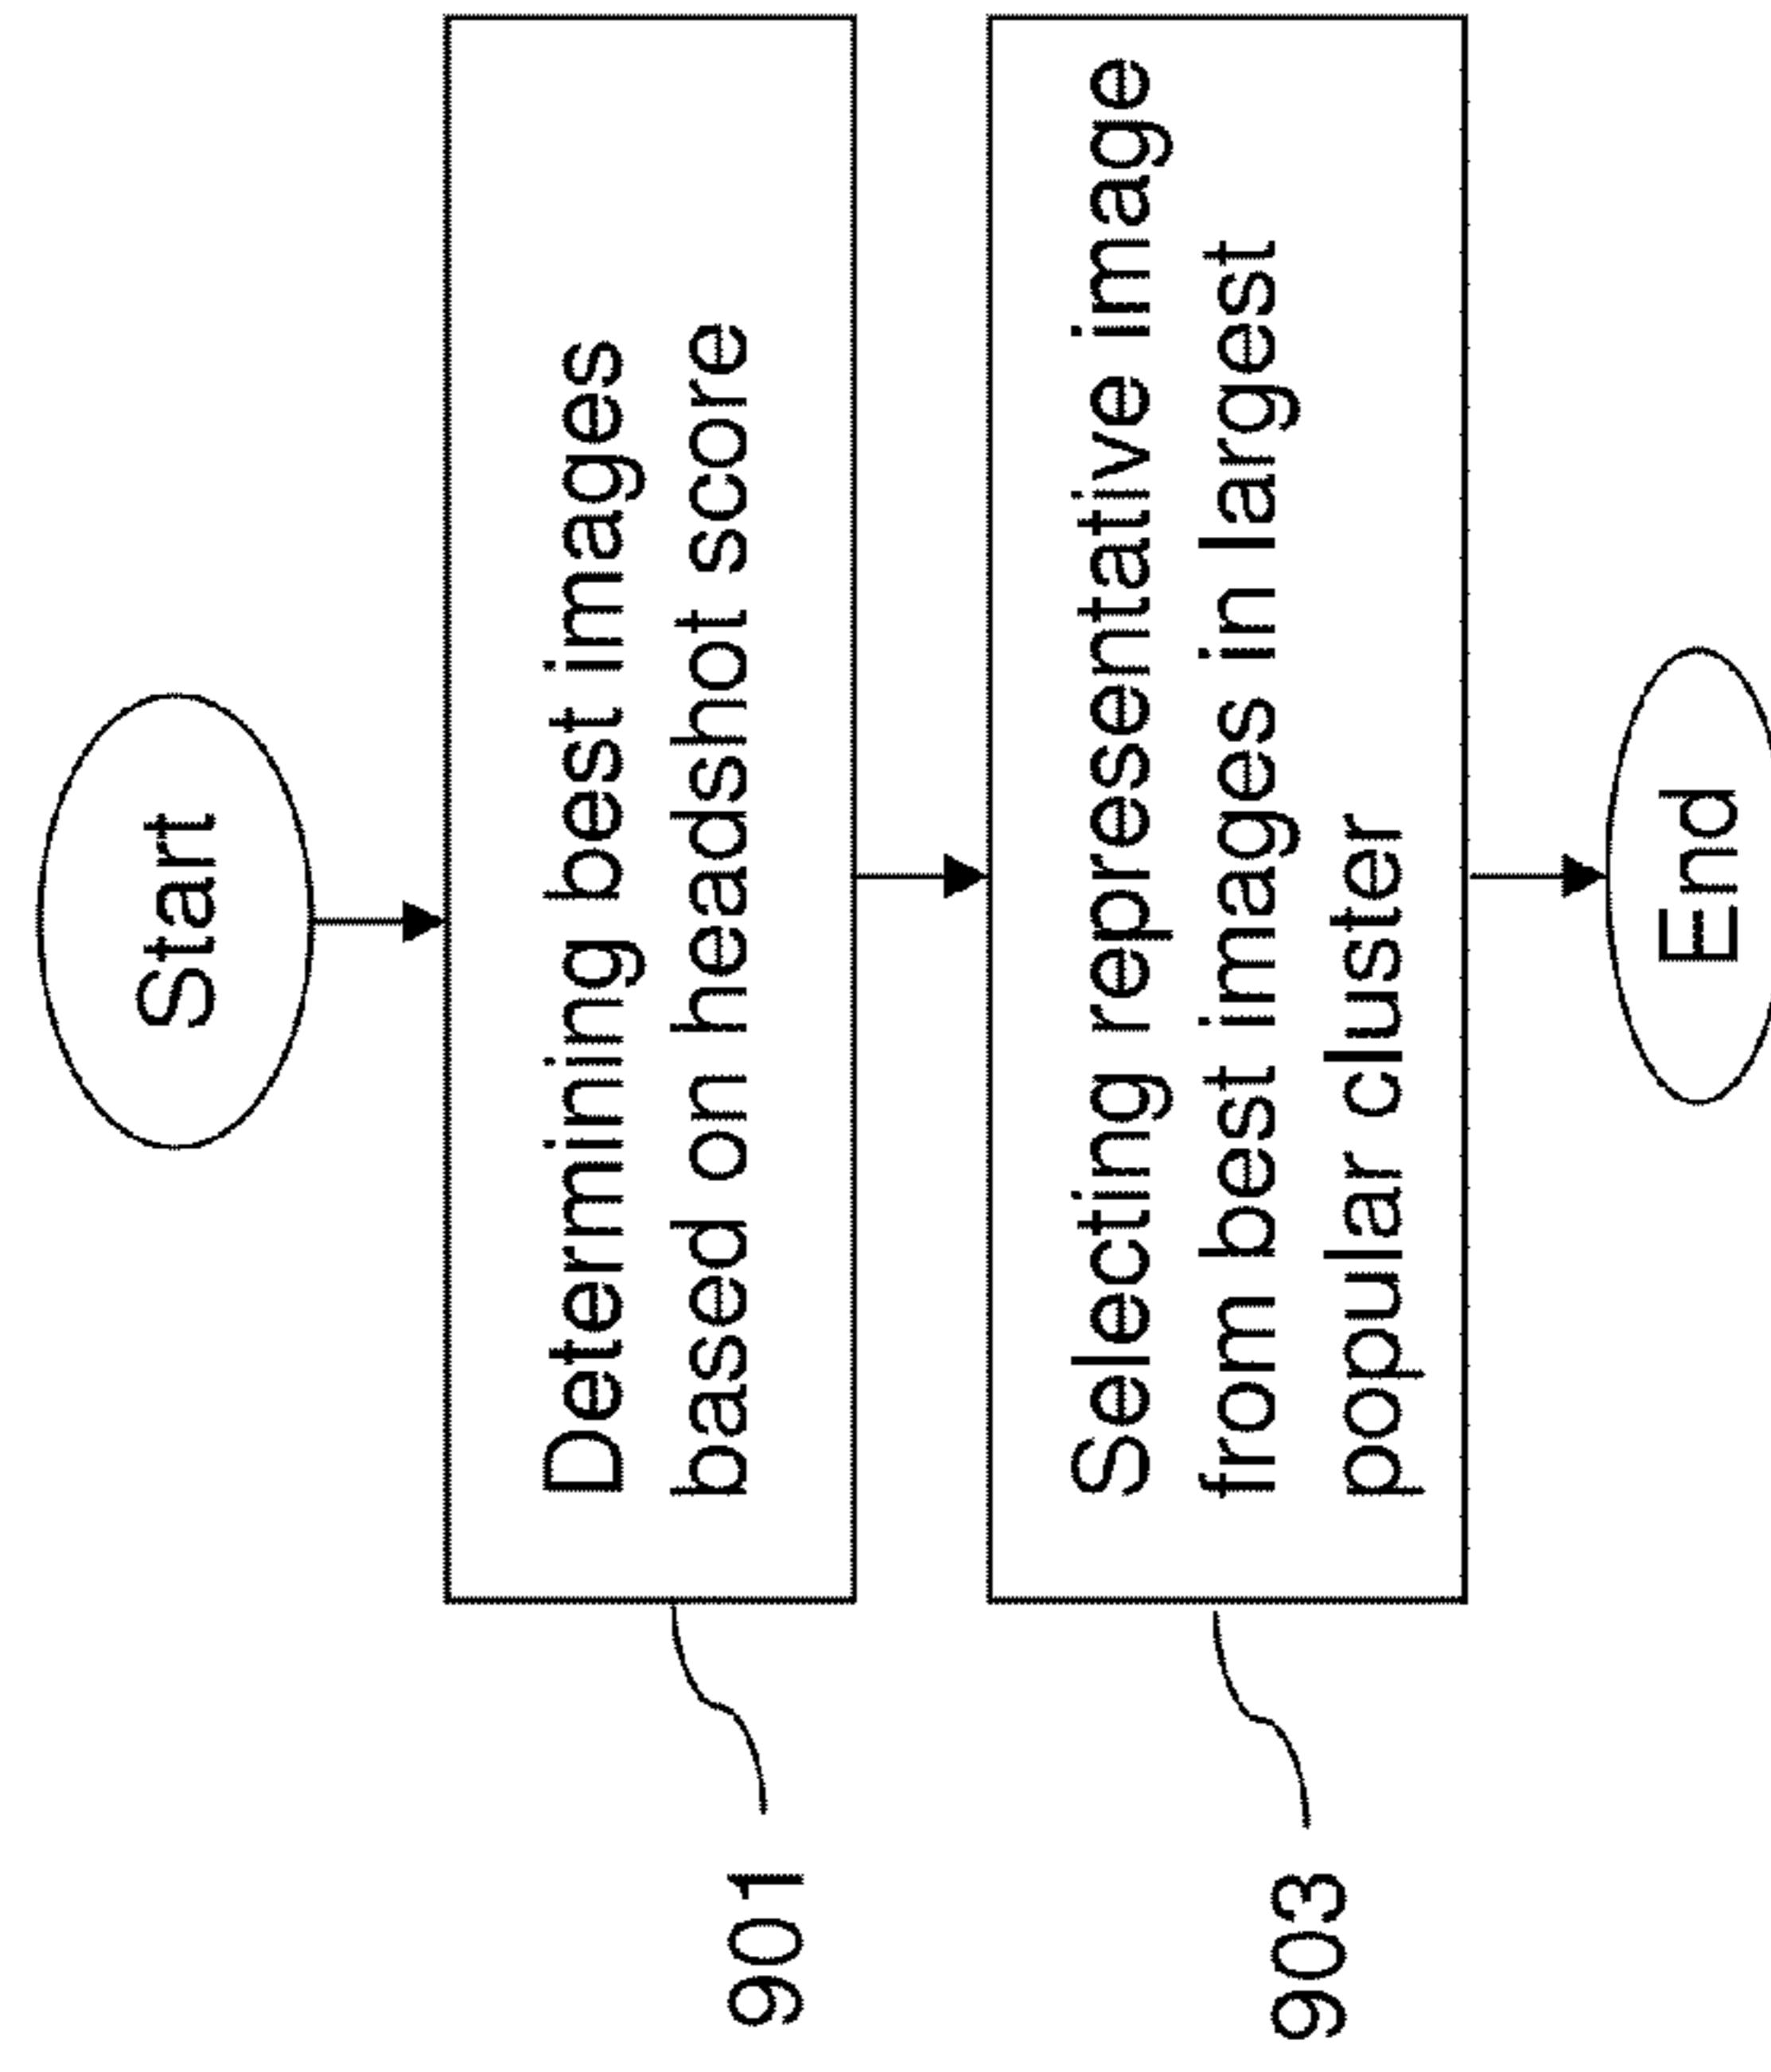 Start
Determining best images
based on headshot score
901
Selecting representative image
from best images in largest
popular cluster
903
End